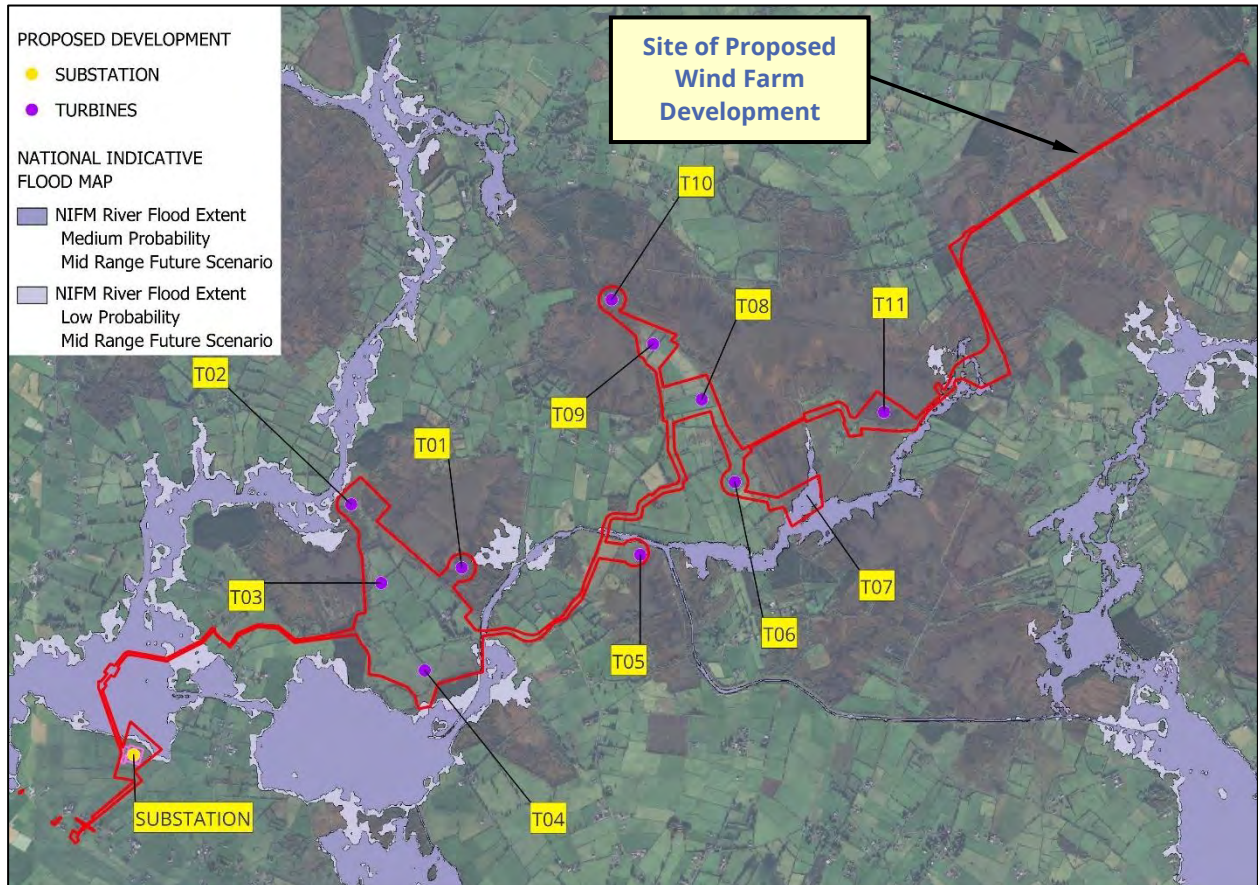 PROPOSED DEVELOPMENT
SUBSTATION
TURBINES
NATIONAL INDICATIVE
FLOOD MAP
NIFM River Flood Extent
Medium Probability
Mid Range Future Scenario
NIFM River Flood Extent
Low Probability
Mid Range Future Scenario
Site of Proposed
Wind Farm
Development
T10
T08
T11
T02
T09
T01
T03
T07
T06
T05
T04
SUBSTATION